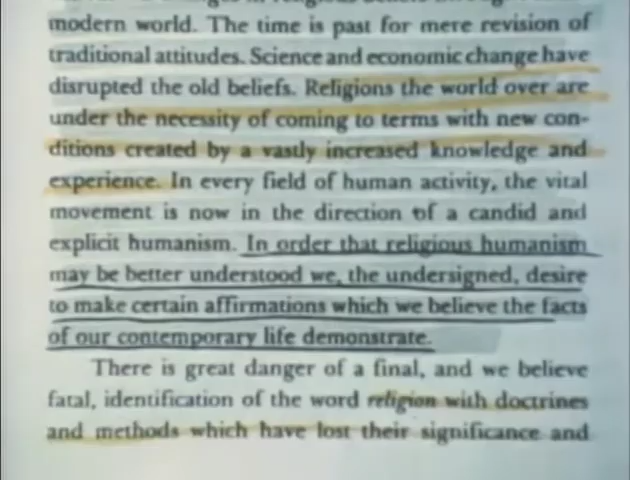 modern world. The time is past for mere revision of
traditional attitudes. Science and economic change have
disrupted the old beliefs. Religions the world over are
under the necessity of coming to terms with new con-
ditions created by a vastly increased knowledge and
experience. In every field of human activity, the vital
movement is now in the direction of a candid and
explicit humanism. In order that religious humanism
may be better understood we, the undersigned, desire
to make certain affirmations which we believe the facts
of our contemporary life demonstrate.
There is great danger of a final, and we believe
fatal, identification of the word religion with doctrines
and methods which have lost their significance and